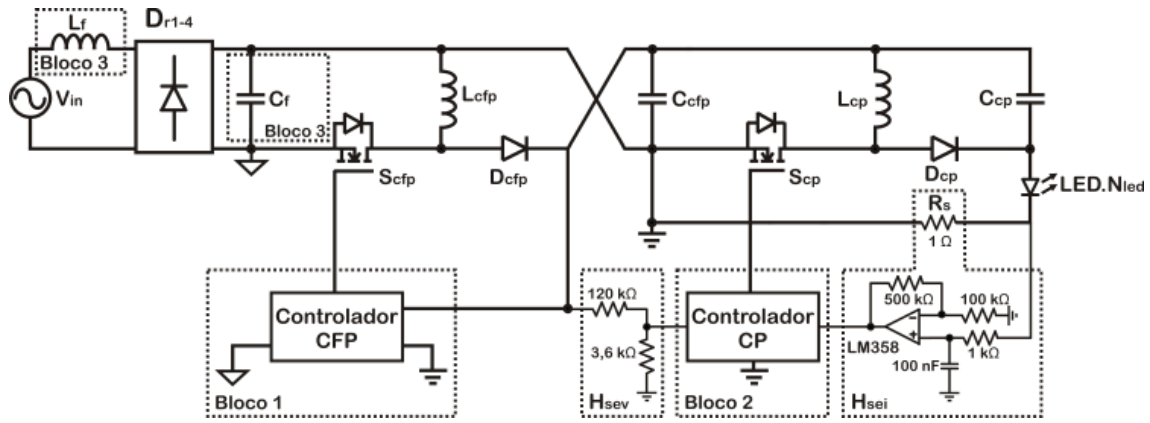 Lf
Dr1-4
Bloco 3
Vin
Cf
Bloco 3
Lcfp
Scfp
Dcfp
Ccfp
Lcp
Ccp
Scp
Dcp
LED.Nled
Rs
1 Ω
Controlador
CFP
Bloco 1
120 kΩ
3,6 kΩ
Hsev
Controlador
CP
Bloco 2
500 kΩ
100 kΩ
LM358
1 kΩ
100 nF
Hsei